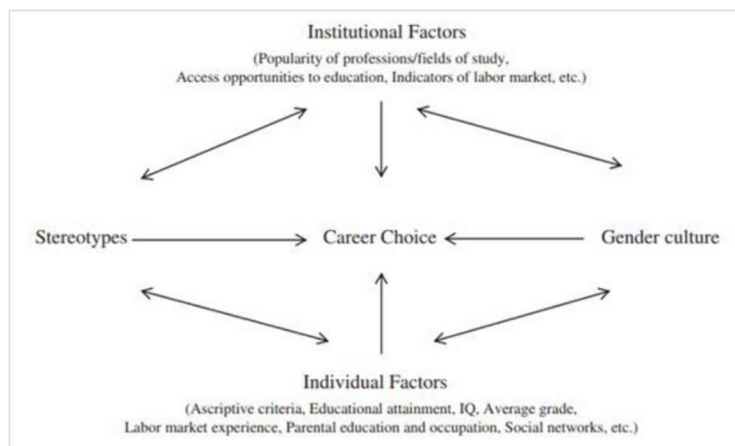 Institutional Factors
(Popularity of professions/fields of study,
Access opportunities to education, Indicators of labor market, etc.)
Stereotypes
Career Choice
Gender culture
Individual Factors
(Ascriptive criteria, Educational attainment, IQ, Average grade,
Labor market experience, Parental education and occupation, Social networks, etc.)